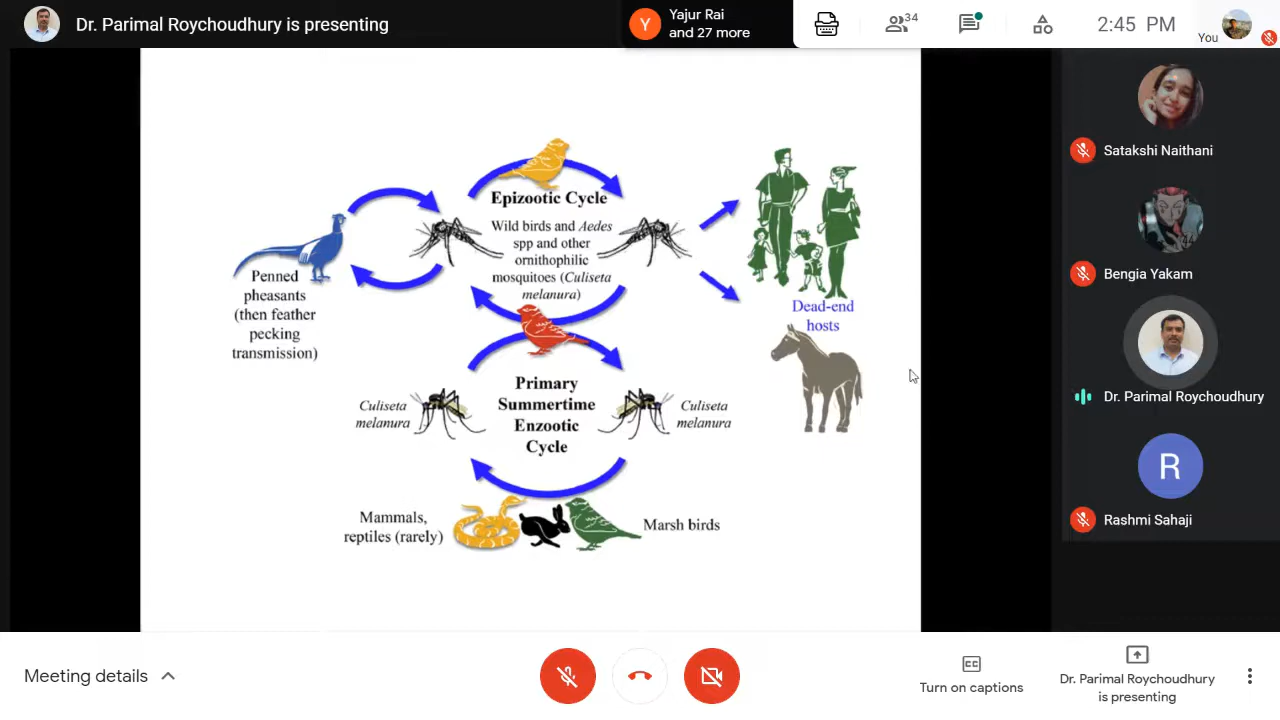 Dr. Parimal Roychoudhury is presenting
Y
Yajur Rai
and 27 more
34
2:45 PM
You
Satakshi Naithani
Bengia Yakam
Dr. Parimal Roychoudhury
R
Rashmi Sahaji
Epizootic Cycle
Wild birds and Aedes
spp and other
ornithophilic
mosquitoes (Culiseta
melanura)
Penned
pheasants
(then feather
pecking
transmission)
Dead-end
hosts
Primary
Summertime
Enzootic
Cycle
Culiseta
melanura
Culiseta
melanura
Mammals,
reptiles (rarely)
Marsh birds
Meeting details
CC
Turn on captions
Dr. Parimal Roychoudhury
is presenting